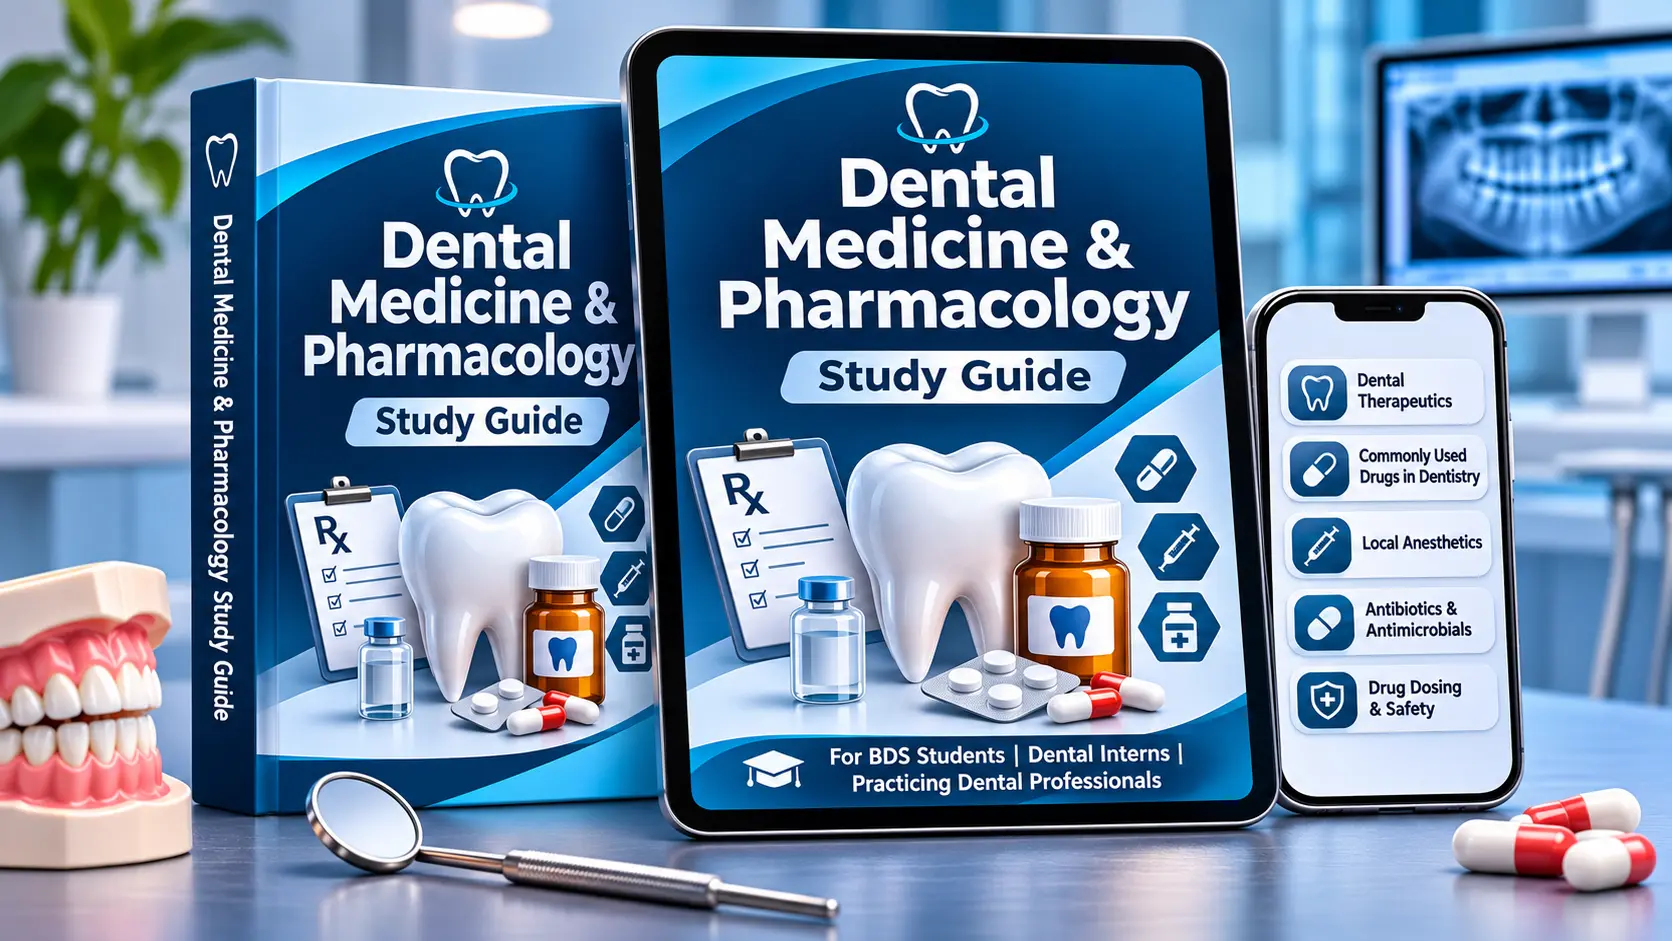 Dental Medicine & Pharmacology Study Guide
Dental
Medicine &
Pharmacology
Study Guide
Rx
Dental
Medicine &
Pharmacology
Study Guide
Rx
For BDS Students | Dental Interns |
Practicing Dental Professionals
Dental
Therapeutics
Commonly Used
Drugs in Dentistry
Local Anesthetics
Antibiotics &
Antimicrobials
Drug Dosing
& Safety